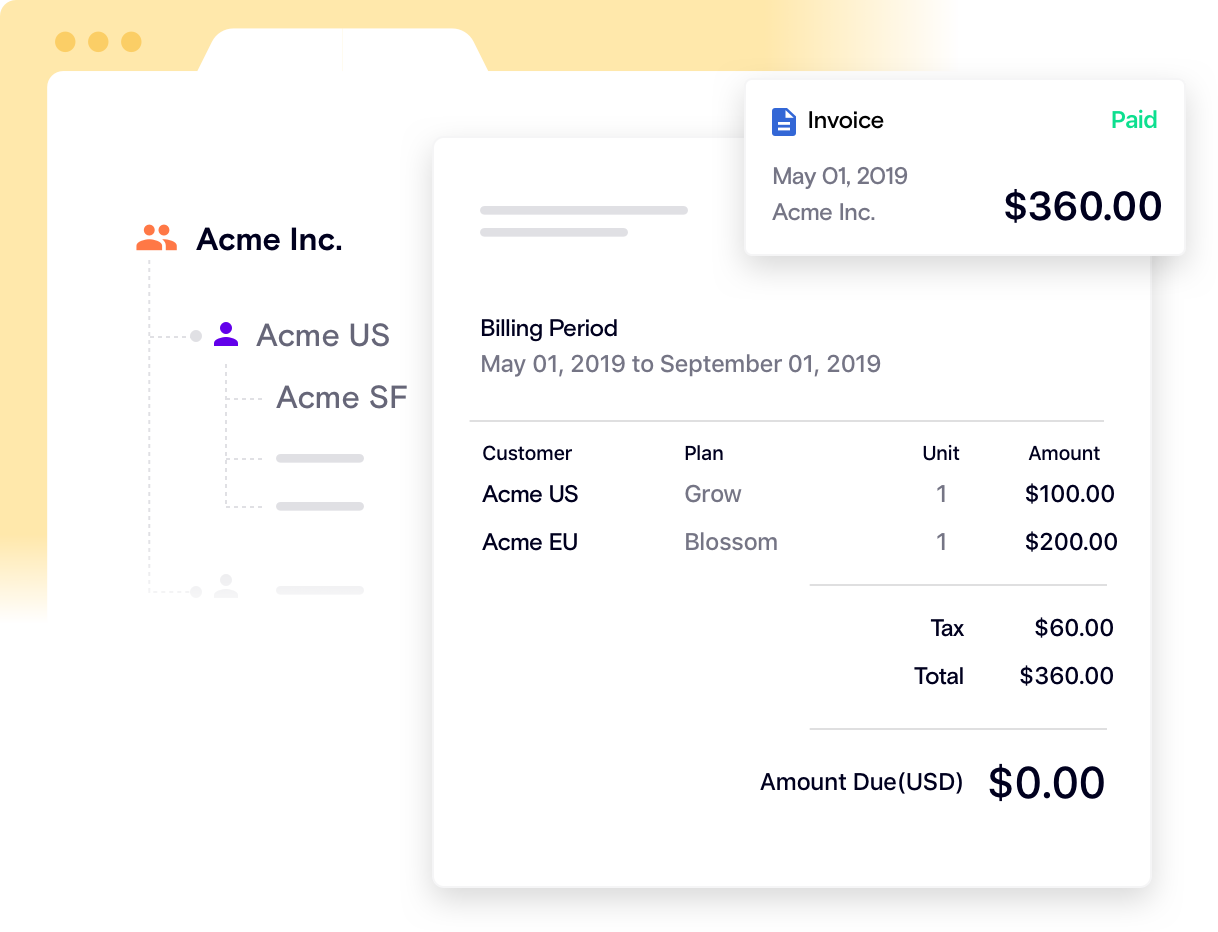 Invoice Paid
May 01, 2019
Acme Inc. $360.00
Acme Inc.
Acme US
Acme SF
Billing Period
May 01, 2019 to September 01, 2019
Customer Plan Unit Amount
Acme US Grow 1 $100.00
Acme EU Blossom 1 $200.00
Tax $60.00
Total $360.00
Amount Due(USD) $0.00